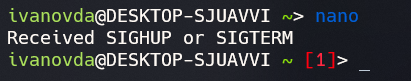 ivanovda@DESKTOP-SJUAVVI ~> nano
Received SIGHUP or SIGTERM
ivanovda@DESKTOP-SJUAVVI ~ [1]> _